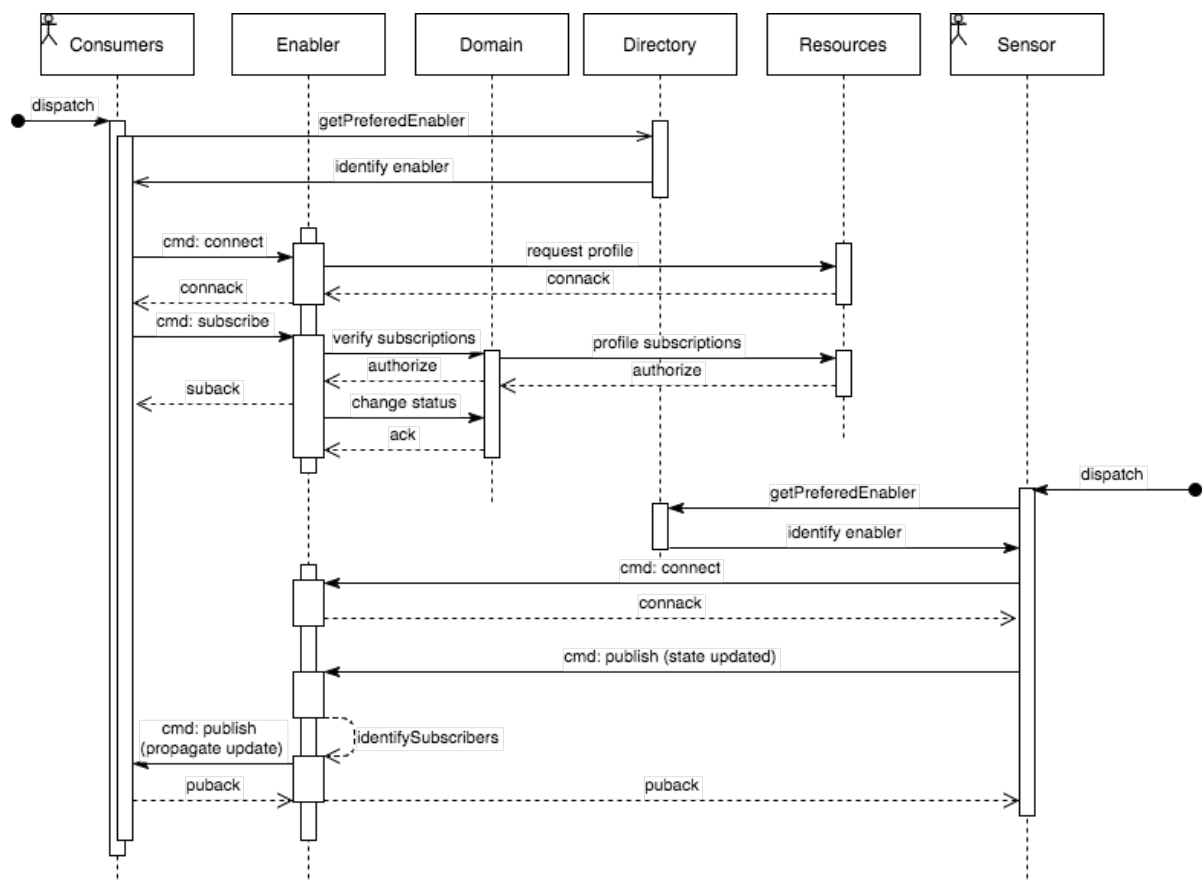 Consumers
Enabler
Domain
Directory
Resources
Sensor
dispatch
getPreferedEnabler
identify enabler
cmd: connect
request profile
connack
connack
cmd: subscribe
verify subscriptions
profile subscriptions
authorize
authorize
suback
change status
ack
dispatch
getPreferedEnabler
identify enabler
cmd: connect
connack
cmd: publish (state updated)
cmd: publish
(propagate update)
identifySubscribers
puback
puback